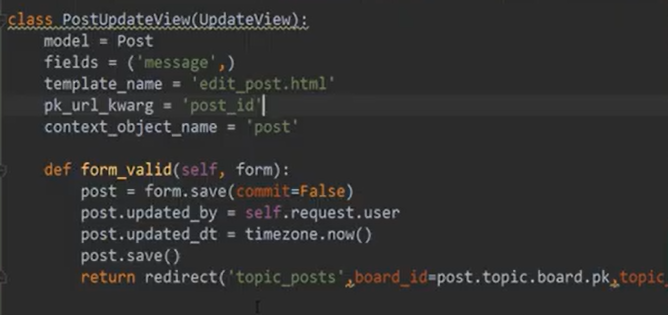 class PostUpdateView(UpdateView):
    model = Post
    fields = ('message',)
    template_name = 'edit_post.html'
    pk_url_kwarg = 'post_id'
    context_object_name = 'post'

    def form_valid(self, form):
        post = form.save(commit=False)
        post.updated_by = self.request.user
        post.updated_dt = timezone.now()
        post.save()
        return redirect('topic_posts',board_id=post.topic.board.pk,topic_